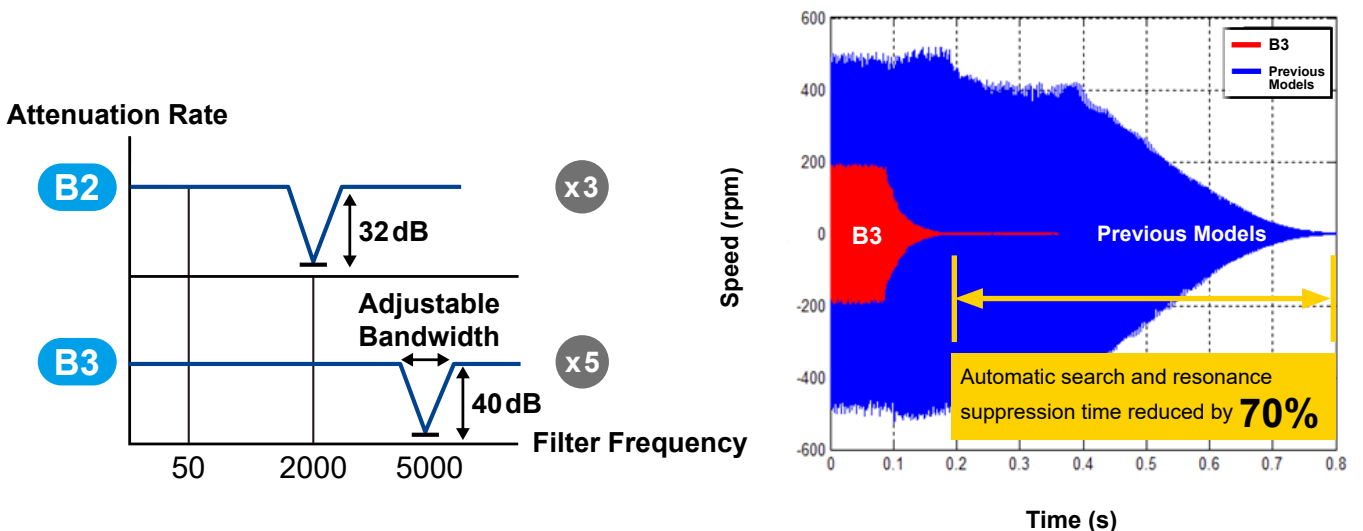 Attenuation Rate
B2
x3
32 dB
Adjustable
Bandwidth
B3
x5
40 dB
Filter Frequency
50 2000 5000
600
400
200
0
-200
-400
-600
Speed (rpm)
B3
Previous
Models
B3
Previous Models
Automatic search and resonance
suppression time reduced by 70%
0 0.1 0.2 0.3 0.4 0.5 0.6 0.7 0.8
Time (s)